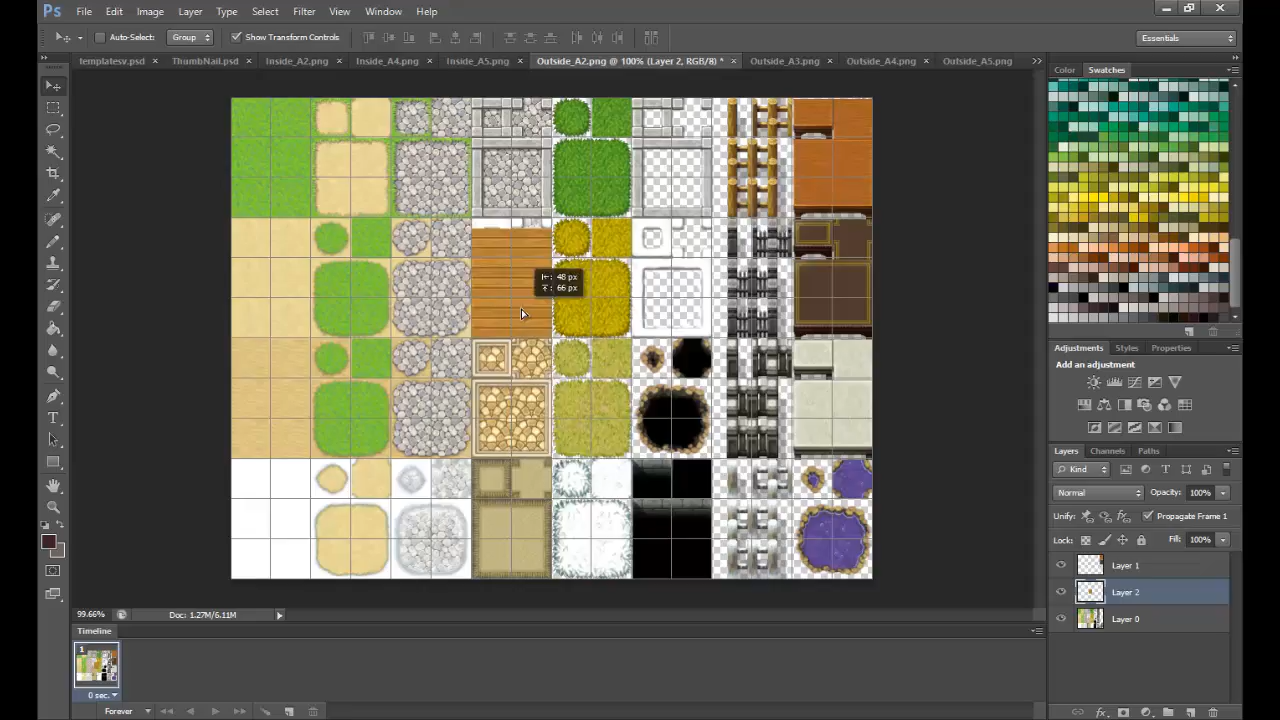 Ps File Edit Image Layer Type Select Filter View Window Help
Auto-Select: Group Show Transform Controls Essentials
templatesv.psd × ThumbNail.psd × Inside_A2.png × Inside_A4.png × Inside_A5.png × Outside_A2.png @ 100% (Layer 2, RGB/8) * × Outside_A3.png × Outside_A4.png × Outside_A5.png
Color Swatches
48 px
66 px
Adjustments Styles Properties
Add an adjustment
Layers Channels Paths
Kind
Normal Opacity: 100%
Unify: Propagate Frame 1
Lock: Fill: 100%
Layer 1
Layer 2
Layer 0
99.66% Doc: 1.27M/6.11M
Timeline
1
0 sec.
Forever